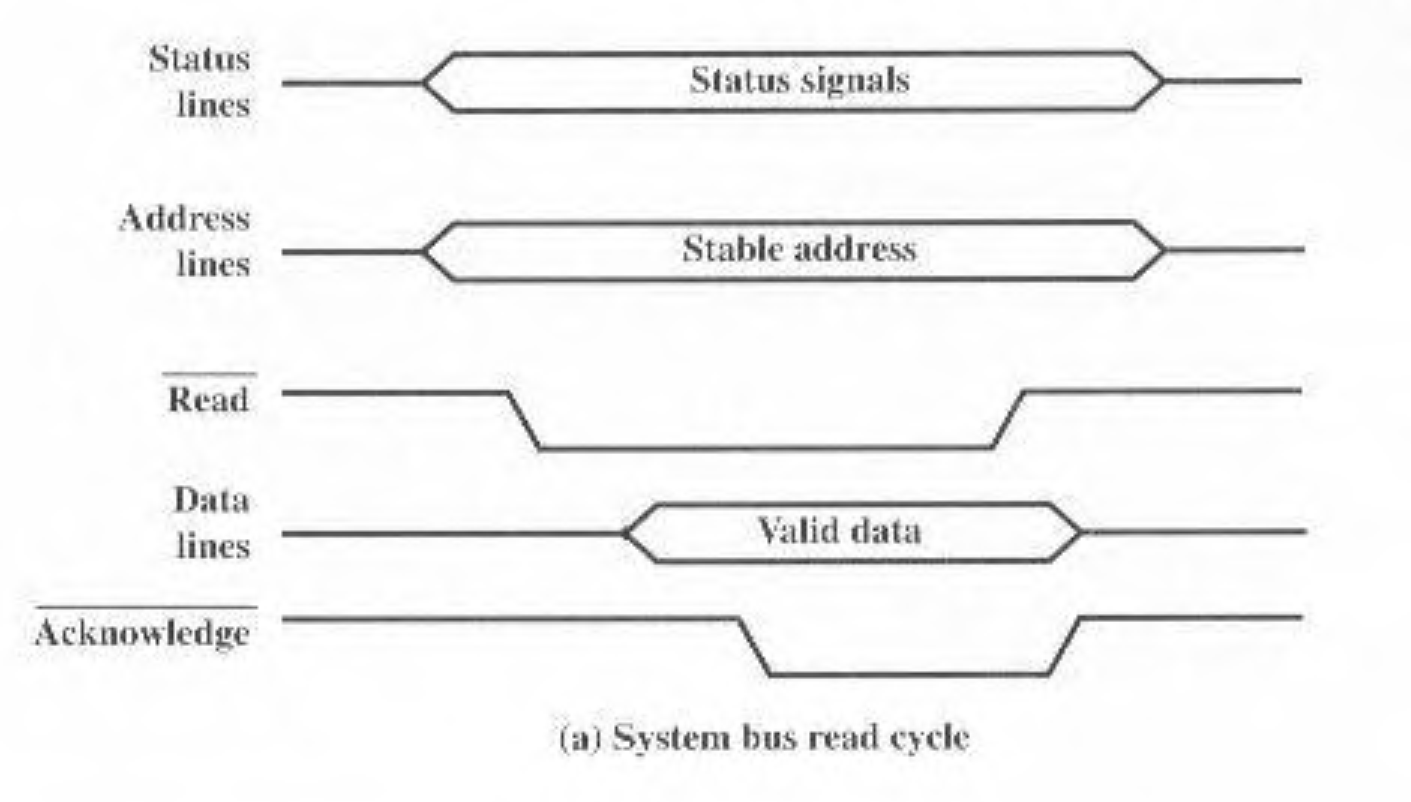 Status
lines
Status signals
Address
lines
Stable address
Read
Data
lines
Valid data
Acknowledge
(a) System bus read cycle